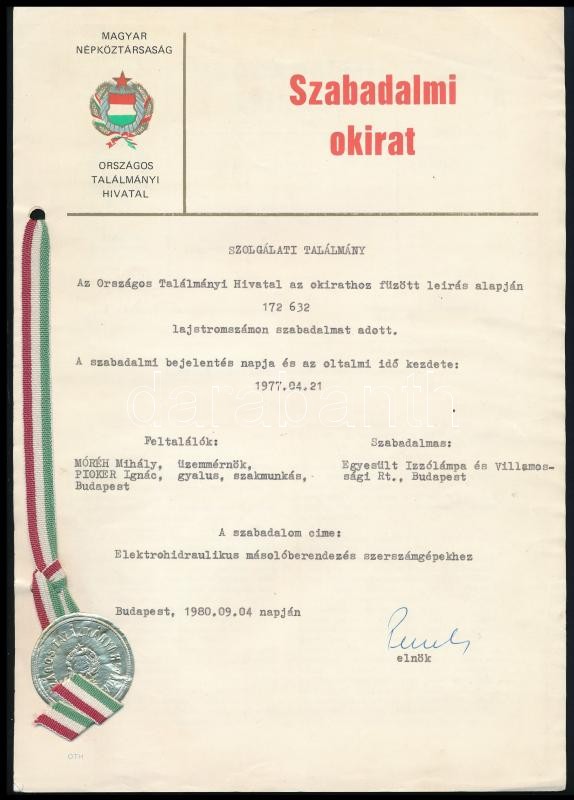 MAGYAR
NÉPKÖZTÁRSASÁG
ORSZÁGOS
TALÁLMÁNYI
HIVATAL
Szabadalmi
okirat
SZOLGÁLATI TALÁLMÁNY
Az Országos Találmányi Hivatal az okirathoz fűzött leirás alapján
172 632
lajstromszámon szabadalmat adott.
A szabadalmi bejelentés napja és az oltalmi idő kezdete:
1977.04.21
darabanth
Feltalálók:
MÓRÉH Mihály, üzemmérnök,
PIOKER Ignác, gyalus, szakmunkás,
Budapest
Szabadalmas:
Egyesült Izzólámpa és Villamos-
sági Rt., Budapest
A szabadalom cime:
Elektrohidraulikus másolóberendezés szerszámgépekhez
Budapest, 1980.09.04 napján
elnök
OTH